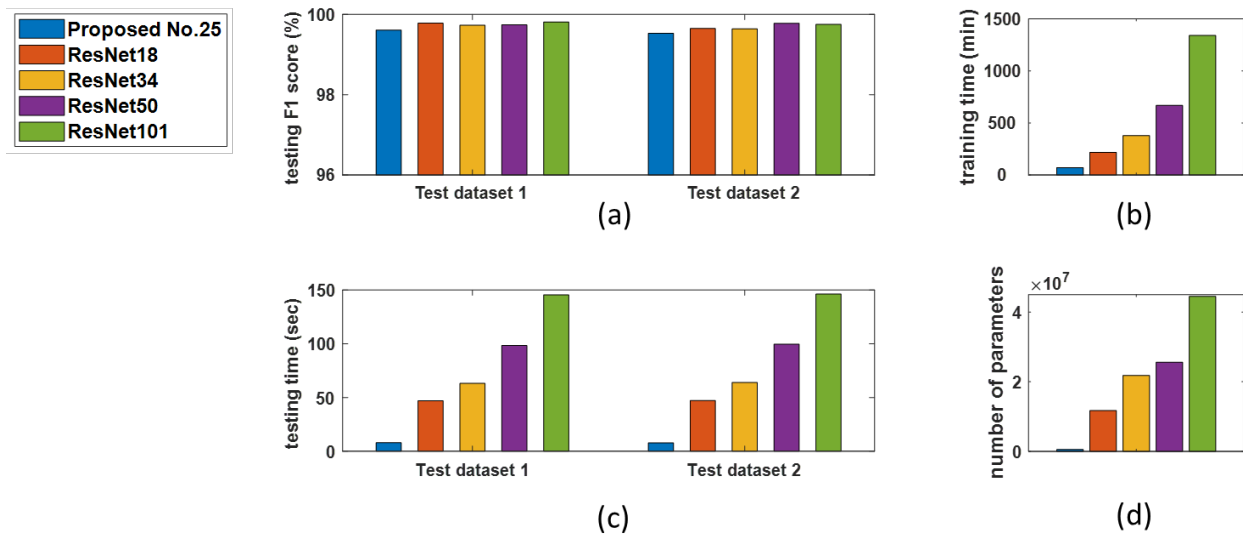 Proposed No.25
ResNet18
ResNet34
ResNet50
ResNet101
testing F1 score (%)
100
98
96
Test dataset 1
Test dataset 2
(a)
training time (min)
1500
1000
500
0
(b)
testing time (sec)
150
100
50
0
Test dataset 1
Test dataset 2
(c)
number of parameters
×10⁷
4
2
0
(d)